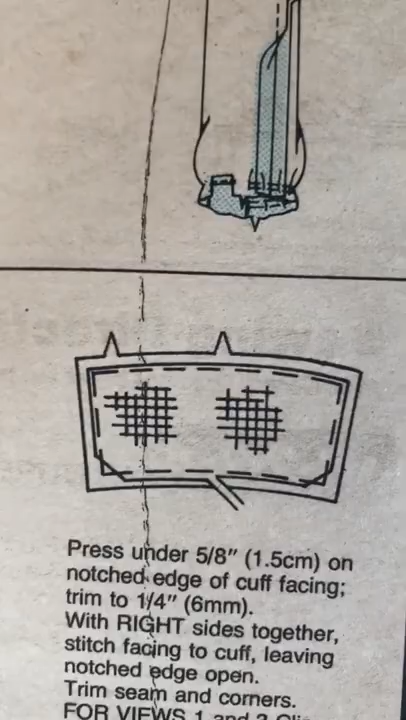 Press under 5/8" (1.5cm) on
notched edge of cuff facing;
trim to 1/4" (6mm).
With RIGHT sides together,
stitch facing to cuff, leaving
notched edge open.
Trim seam and corners.
FOR VIEWS 1 and 2